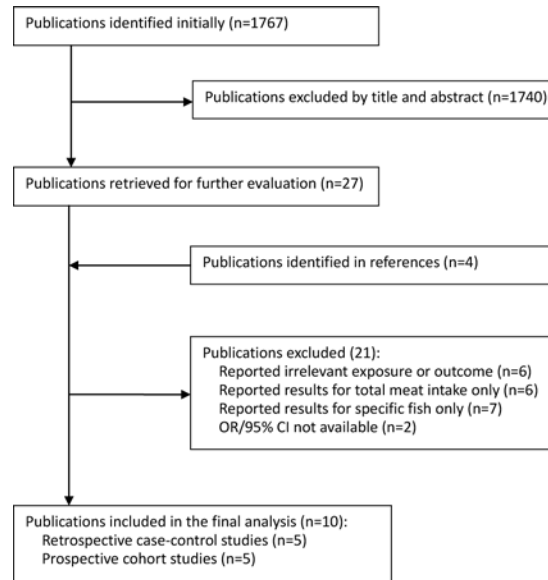 Publications identified initially (n=1767)
Publications excluded by title and abstract (n=1740)
Publications retrieved for further evaluation (n=27)
Publications identified in references (n=4)
Publications excluded (21):
Reported irrelevant exposure or outcome (n=6)
Reported results for total meat intake only (n=6)
Reported results for specific fish only (n=7)
OR/95% CI not available (n=2)
Publications included in the final analysis (n=10):
Retrospective case-control studies (n=5)
Prospective cohort studies (n=5)